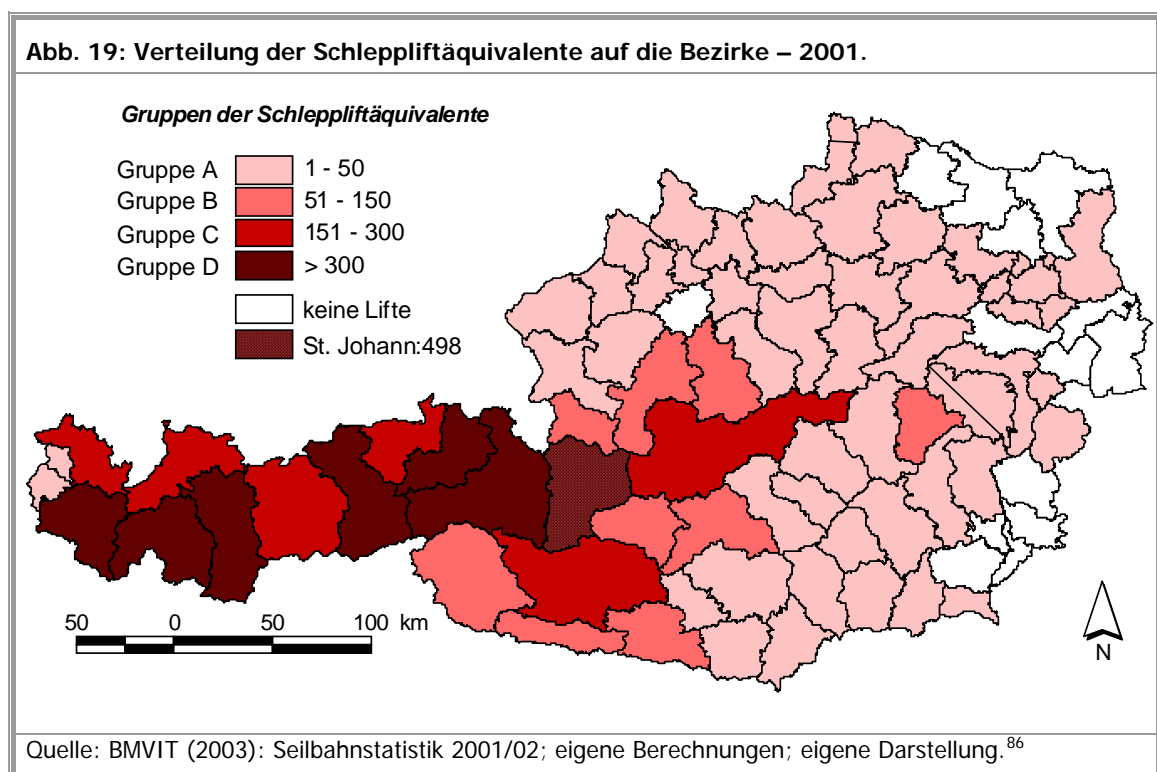 Abb. 19: Verteilung der Schleppliftäquivalente auf die Bezirke – 2001.
Gruppen der Schleppliftäquivalente
Gruppe A 1 - 50
Gruppe B 51 - 150
Gruppe C 151 - 300
Gruppe D > 300
keine Lifte
St. Johann:498
50 0 50 100 km
N
Quelle: BMVIT (2003): Seilbahnstatistik 2001/02; eigene Berechnungen; eigene Darstellung.86